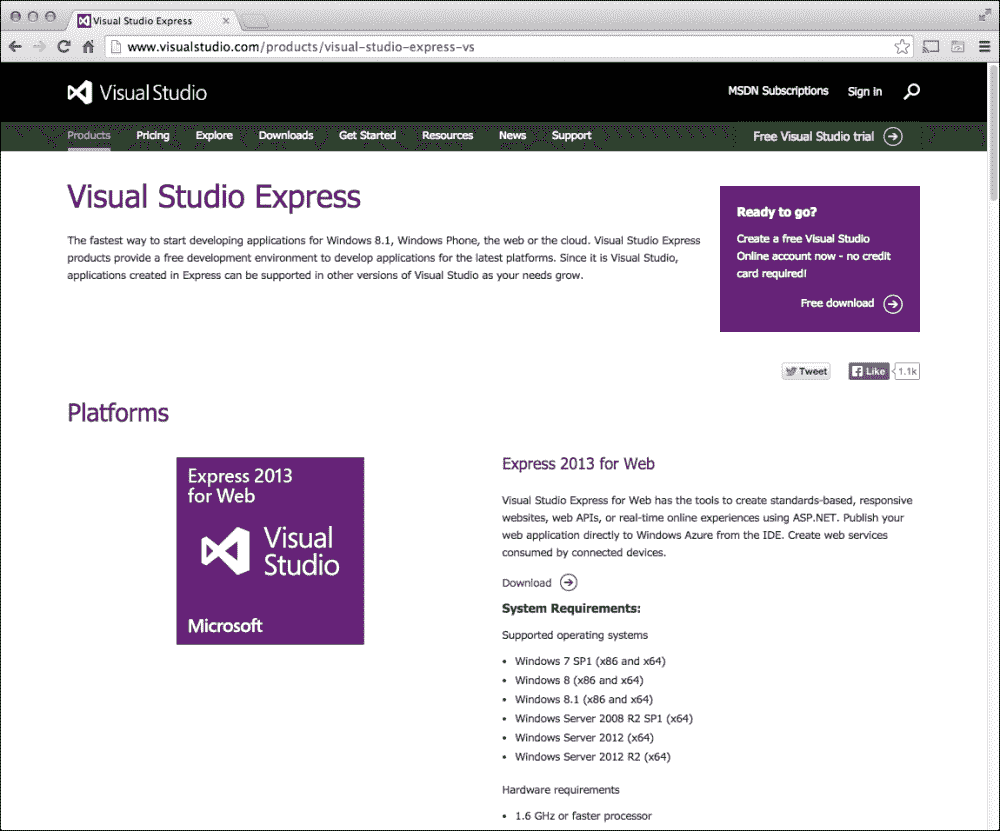 Visual Studio Express
www.visualstudio.com/products/visual-studio-express-vs
Visual Studio
MSDN Subscriptions Sign in
Products Pricing Explore Downloads Get Started Resources News Support Free Visual Studio trial
Visual Studio Express
The fastest way to start developing applications for Windows 8.1, Windows Phone, the web or the cloud. Visual Studio Express
products provide a free development environment to develop applications for the latest platforms. Since it is Visual Studio,
applications created in Express can be supported in other versions of Visual Studio as your needs grow.
Ready to go?
Create a free Visual Studio
Online account now - no credit
card required!
Free download
Tweet Like 1.1k
Platforms
Express 2013
for Web
Visual
Studio
Microsoft
Express 2013 for Web
Visual Studio Express for Web has the tools to create standards-based, responsive
websites, web APIs, or real-time online experiences using ASP.NET. Publish your
web application directly to Windows Azure from the IDE. Create web services
consumed by connected devices.
Download
System Requirements:
Supported operating systems
• Windows 7 SP1 (x86 and x64)
• Windows 8 (x86 and x64)
• Windows 8.1 (x86 and x64)
• Windows Server 2008 R2 SP1 (x64)
• Windows Server 2012 (x64)
• Windows Server 2012 R2 (x64)
Hardware requirements
• 1.6 GHz or faster processor